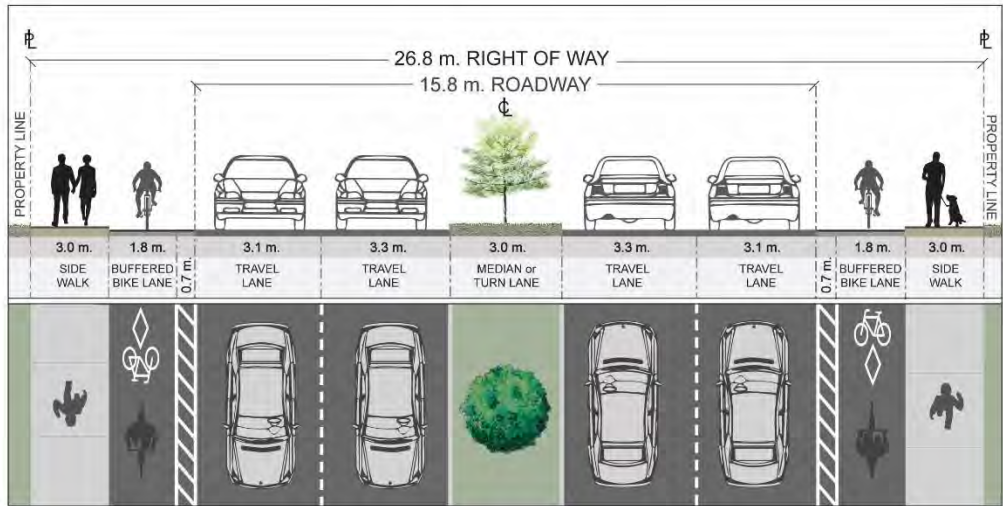 ℄
℄
26.8 m. RIGHT OF WAY
15.8 m. ROADWAY
℄
PROPERTY LINE
PROPERTY LINE
3.0 m.
1.8 m.
0.7 m.
3.1 m.
3.3 m.
3.0 m.
3.3 m.
3.1 m.
0.7 m.
1.8 m.
3.0 m.
SIDE
WALK
BUFFERED
BIKE LANE
TRAVEL
LANE
TRAVEL
LANE
MEDIAN or
TURN LANE
TRAVEL
LANE
TRAVEL
LANE
BUFFERED
BIKE LANE
SIDE
WALK